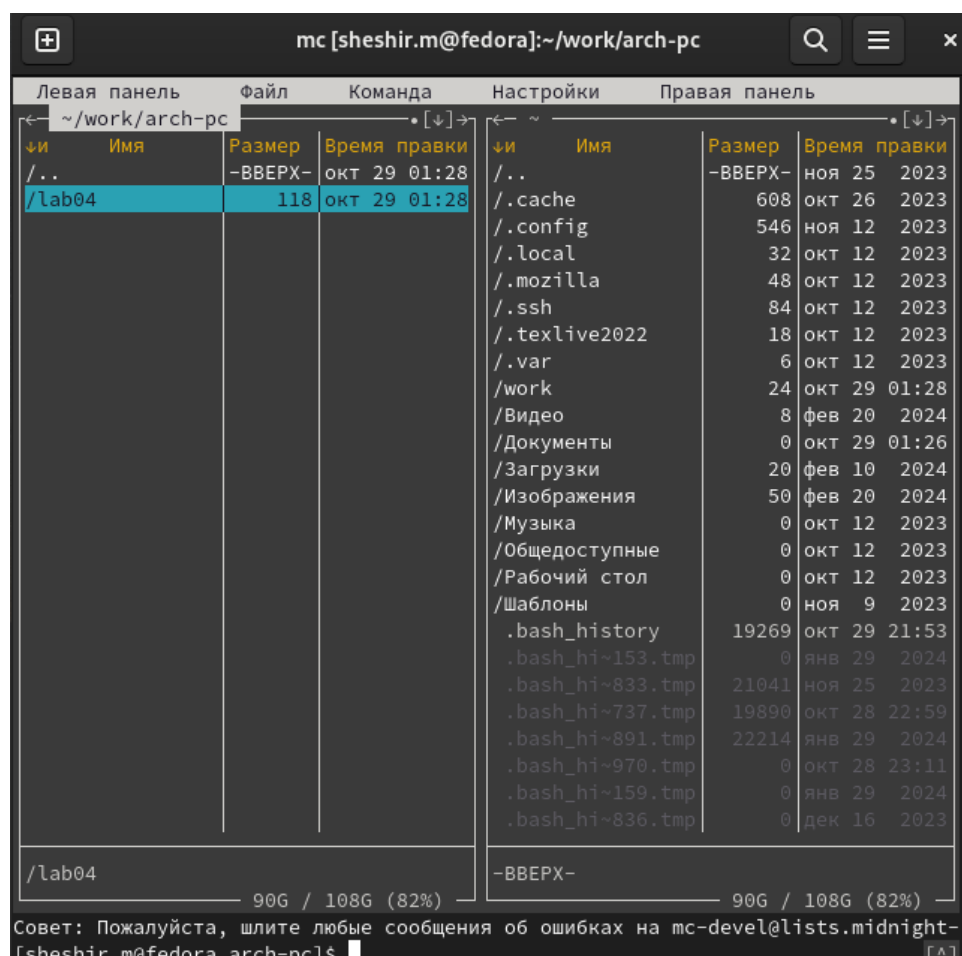 mc [sheshir.m@fedora]:~/work/arch-pc
Левая панель Файл Команда Настройки Правая панель
~/work/arch-pc
~
↓и Имя Размер Время правки
/.. -ВВЕРХ- окт 29 01:28
/lab04 118 окт 29 01:28
/lab04
90G / 108G (82%)
↓и Имя Размер Время правки
/.. -ВВЕРХ- ноя 25 2023
/.cache 608 окт 26 2023
/.config 546 ноя 12 2023
/.local 32 окт 12 2023
/.mozilla 48 окт 12 2023
/.ssh 84 окт 12 2023
/.texlive2022 18 окт 12 2023
/.var 6 окт 12 2023
/work 24 окт 29 01:28
/Видео 8 фев 20 2024
/Документы 0 окт 29 01:26
/Загрузки 20 фев 10 2024
/Изображения 50 фев 20 2024
/Музыка 0 окт 12 2023
/Общедоступные 0 окт 12 2023
/Рабочий стол 0 окт 12 2023
/Шаблоны 0 ноя 9 2023
.bash_history 19269 окт 29 21:53
.bash_hi~153.tmp 0 янв 29 2024
.bash_hi~833.tmp 21041 ноя 25 2023
.bash_hi~737.tmp 19890 окт 28 22:59
.bash_hi~891.tmp 22214 янв 29 2024
.bash_hi~970.tmp 0 окт 28 23:11
.bash_hi~159.tmp 0 янв 29 2024
.bash_hi~836.tmp 0 дек 16 2023
-ВВЕРХ-
90G / 108G (82%)
Совет: Пожалуйста, шлите любые сообщения об ошибках на mc-devel@lists.midnight-
[sheshir.m@fedora arch-pc]$ [^]